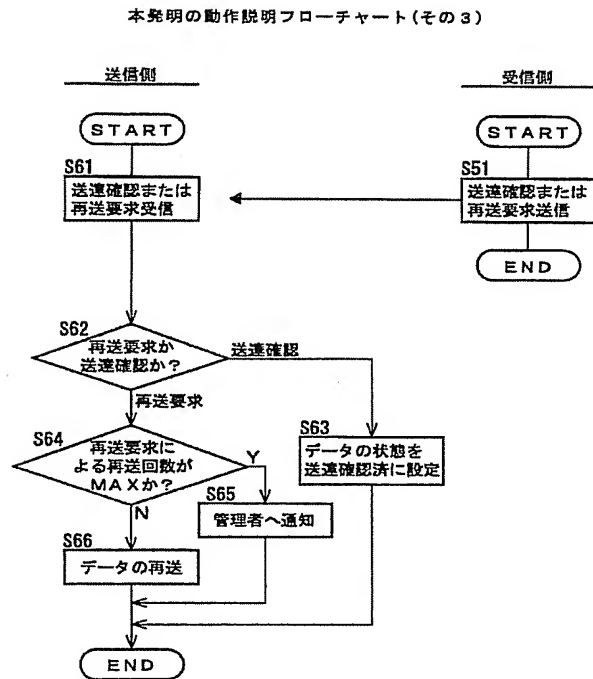 本発明の動作説明フローチャート(その3)
送信側
受信側
START
START
S61
送達確認または
再送要求受信
S51
送達確認または
再送要求送信
END
S62
再送要求か
送達確認か?
送達確認
再送要求
S63
データの状態を
送達確認済に設定
S64
再送要求に
よる再送回数が
MAXか?
Y
N
S65
管理者へ通知
S66
データの再送
END